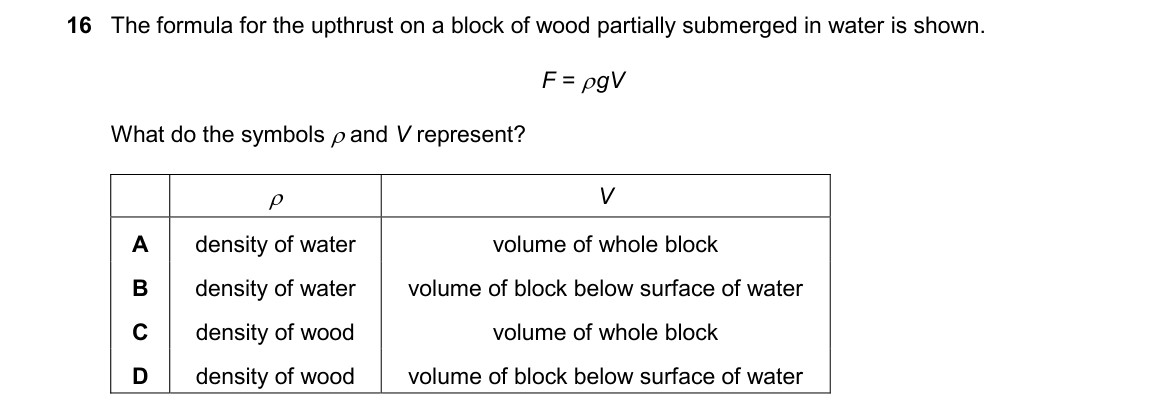 16 The formula for the upthrust on a block of wood partially submerged in water is shown.
F = ρgV
What do the symbols ρ and V represent?
ρ V
A density of water volume of whole block
B density of water volume of block below surface of water
C density of wood volume of whole block
D density of wood volume of block below surface of water